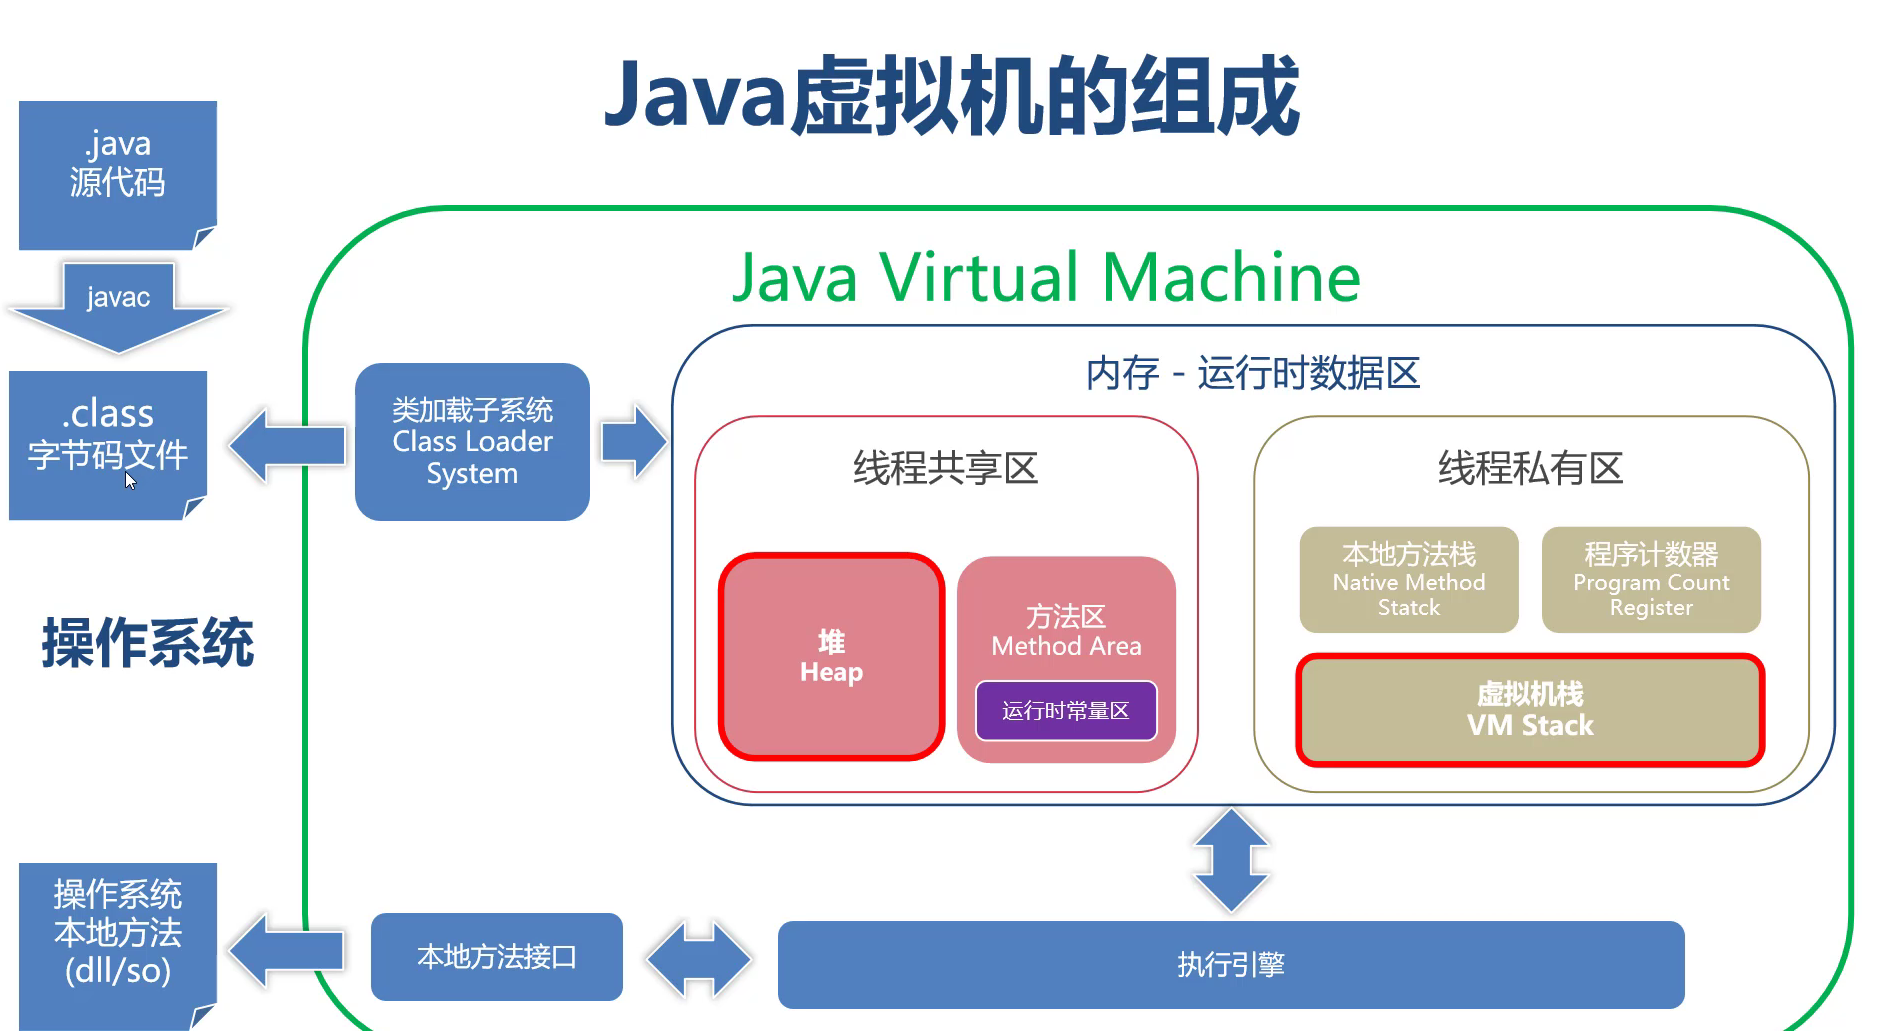 Java虚拟机的组成
.java
源代码
javac
.class
字节码文件
操作系统
操作系统
本地方法
(dll/so)
Java Virtual Machine
类加载子系统
Class Loader
System
内存 - 运行时数据区
线程共享区
堆
Heap
方法区
Method Area
运行时常量区
线程私有区
本地方法栈
Native Method
Statck
程序计数器
Program Count
Register
虚拟机栈
VM Stack
本地方法接口
执行引擎